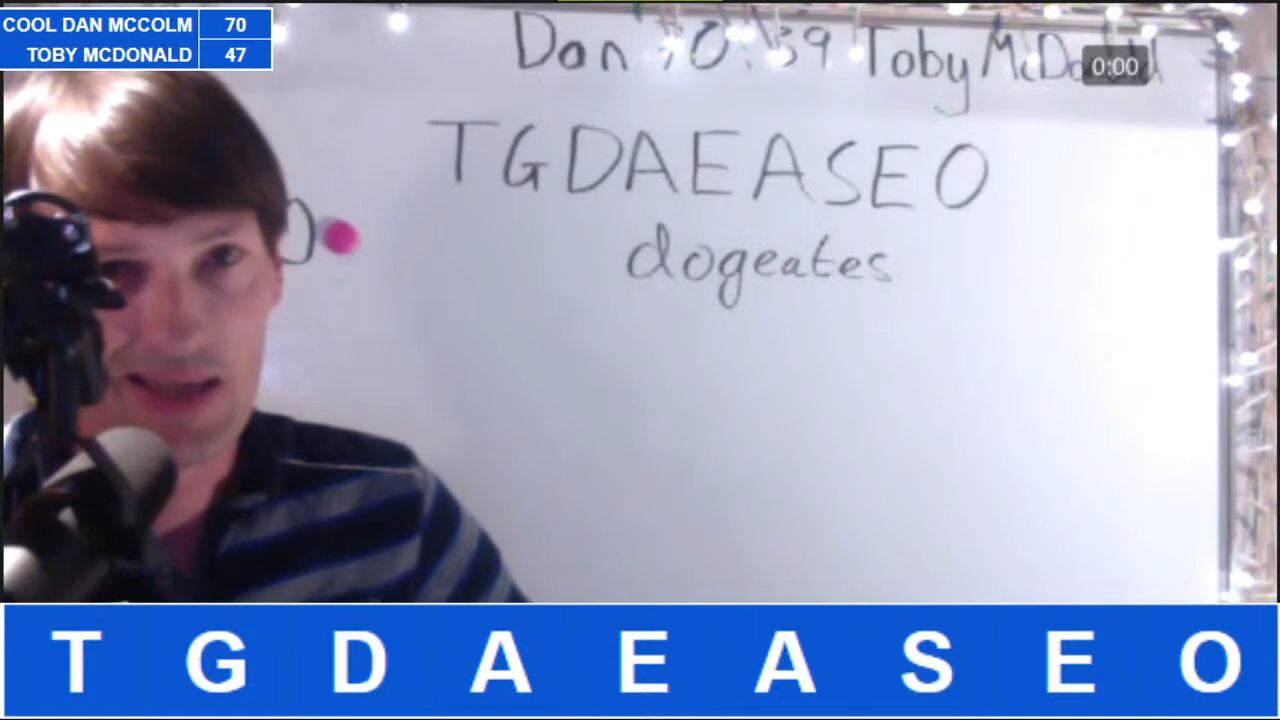 COOL DAN MCCOLM 70
TOBY MCDONALD 47
Dan 70:39 Toby McDonald
0:00
TGDAEASEO
dogeates
T G D A E A S E O